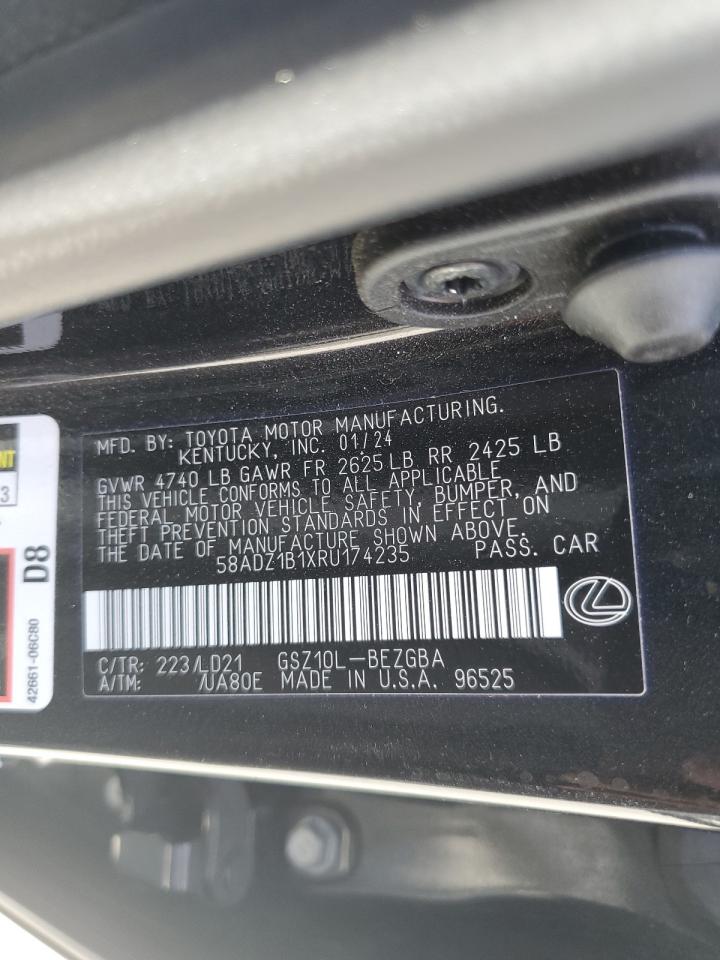 MFD. BY: TOYOTA MOTOR MANUFACTURING.
KENTUCKY, INC. 01/24
GVWR 4740 LB GAWR FR 2625 LB RR 2425 LB
THIS VEHICLE CONFORMS TO ALL APPLICABLE
FEDERAL MOTOR VEHICLE SAFETY, BUMPER, AND
THEFT PREVENTION STANDARDS IN EFFECT ON
THE DATE OF MANUFACTURE SHOWN ABOVE.
58ADZ1B1XRU174235 PASS. CAR
C/TR: 223/LD21 GSZ10L-BEZGBA
A/TM: /UA80E MADE IN U.S.A. 96525
D8
42661-06C80